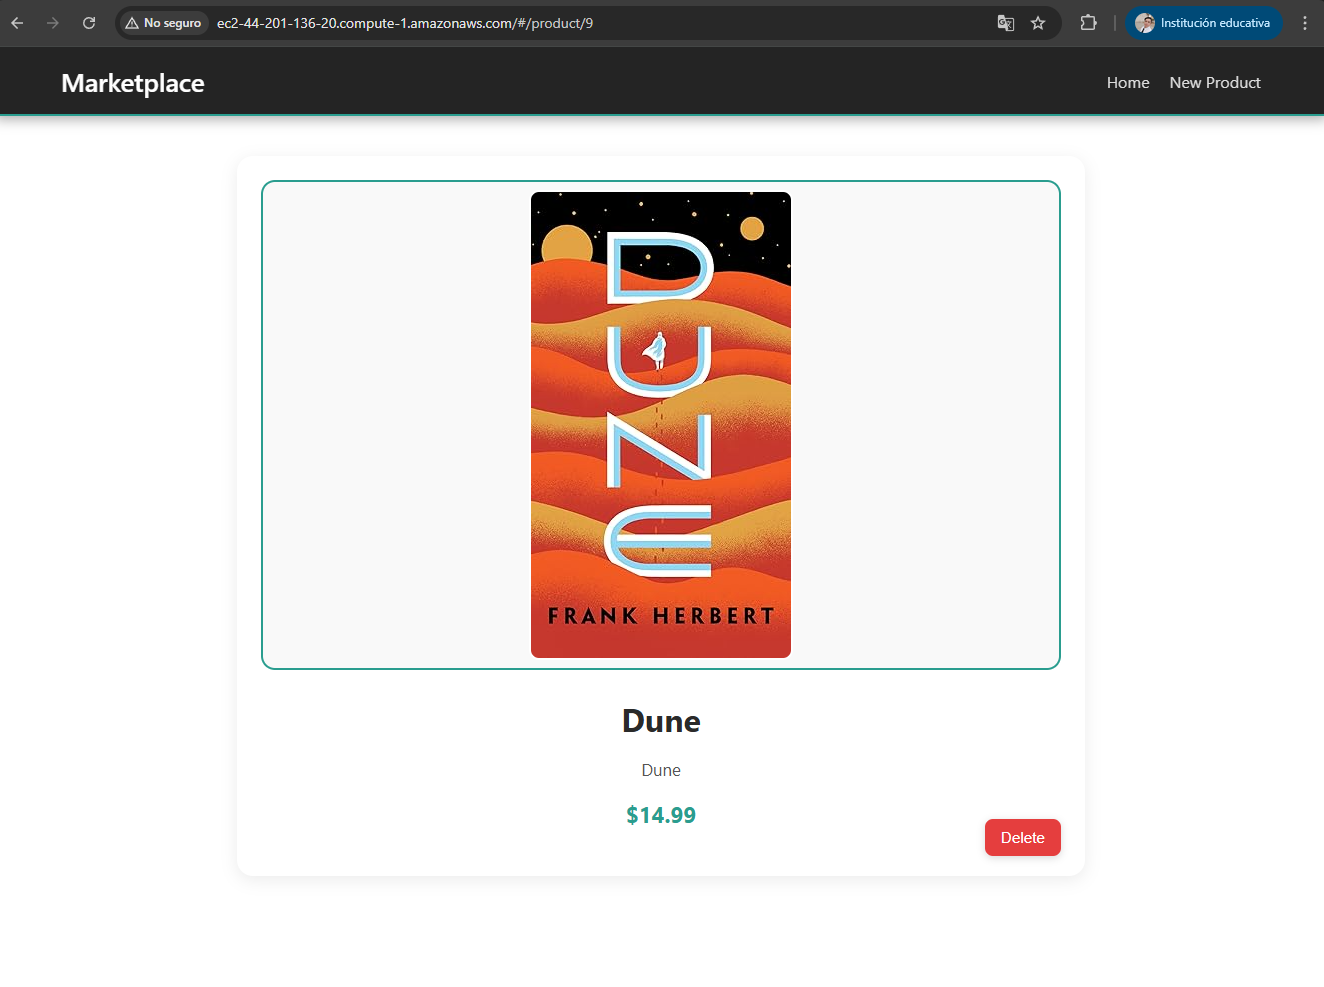 No seguro
ec2-44-201-136-20.compute-1.amazonaws.com/#/product/9
Institución educativa
Marketplace
Home
New Product
DUNE
FRANK HERBERT
Dune
Dune
$14.99
Delete